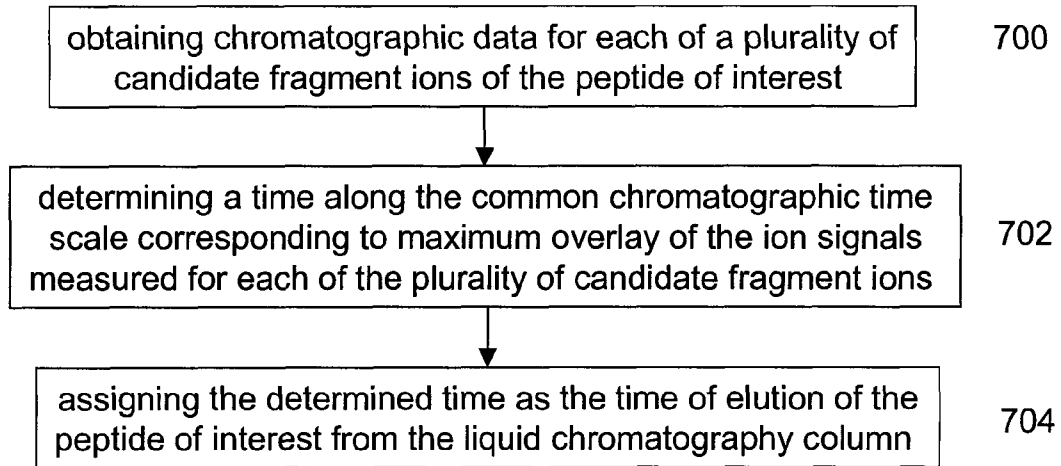 obtaining chromatographic data for each of a plurality of
candidate fragment ions of the peptide of interest
700
determining a time along the common chromatographic time
scale corresponding to maximum overlay of the ion signals
measured for each of the plurality of candidate fragment ions
702
assigning the determined time as the time of elution of the
peptide of interest from the liquid chromatography column
704